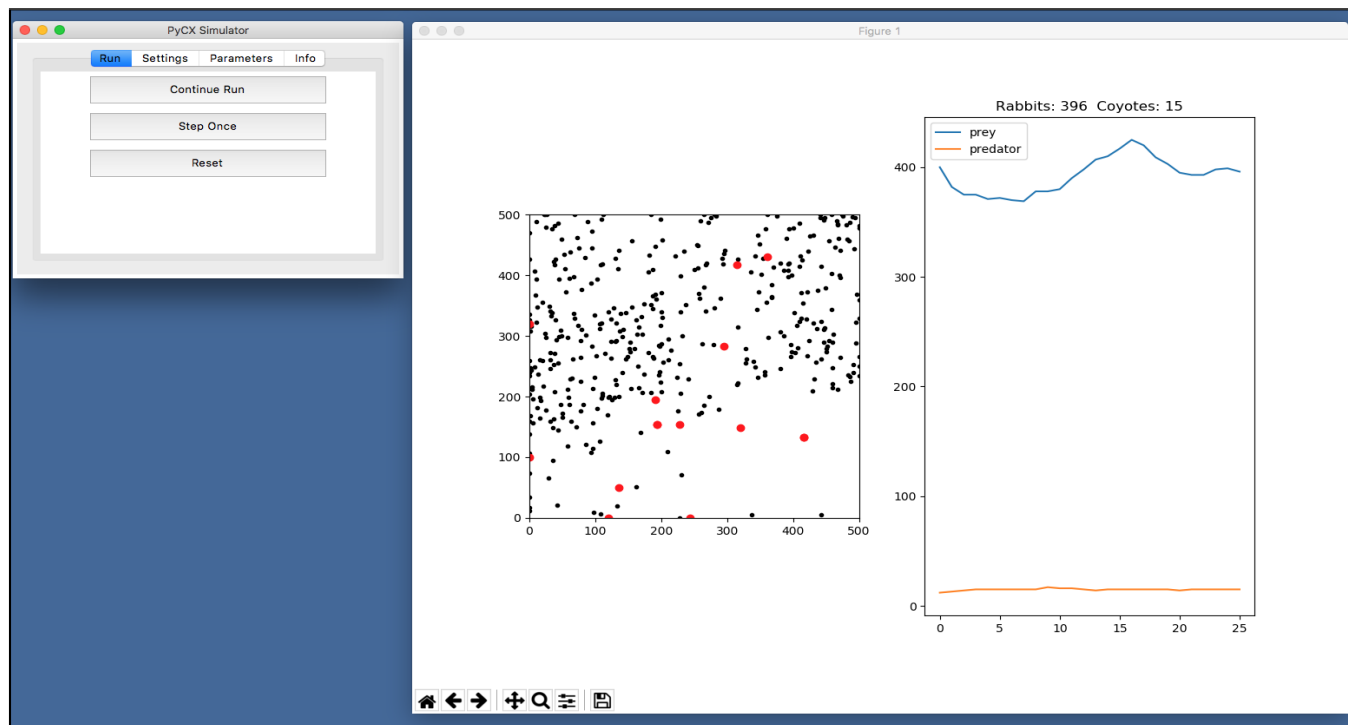 PyCX Simulator
Run Settings Parameters Info
Continue Run
Step Once
Reset
Figure 1
500
400
300
200
100
0
0 100 200 300 400 500
Rabbits: 396 Coyotes: 15
prey
predator
400
300
200
100
0
0 5 10 15 20 25